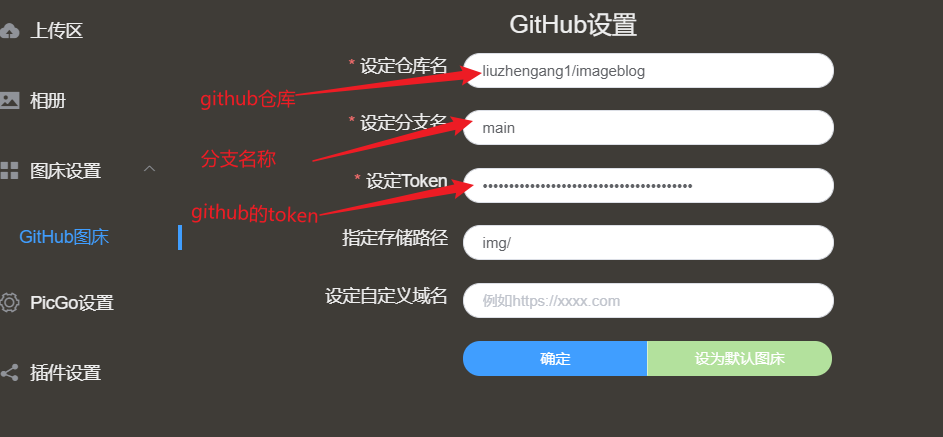 GitHub设置
上传区
* 设定仓库名
liuzhengang1/imageblog
github仓库
相册
* 设定分支名
main
分支名称
图床设置
* 设定Token
••••••••••••••••••••••••••••••••••••••••
github的token
GitHub图床
指定存储路径
img/
PicGo设置
设定自定义域名
例如https://xxxx.com
确定
设为默认图床
插件设置